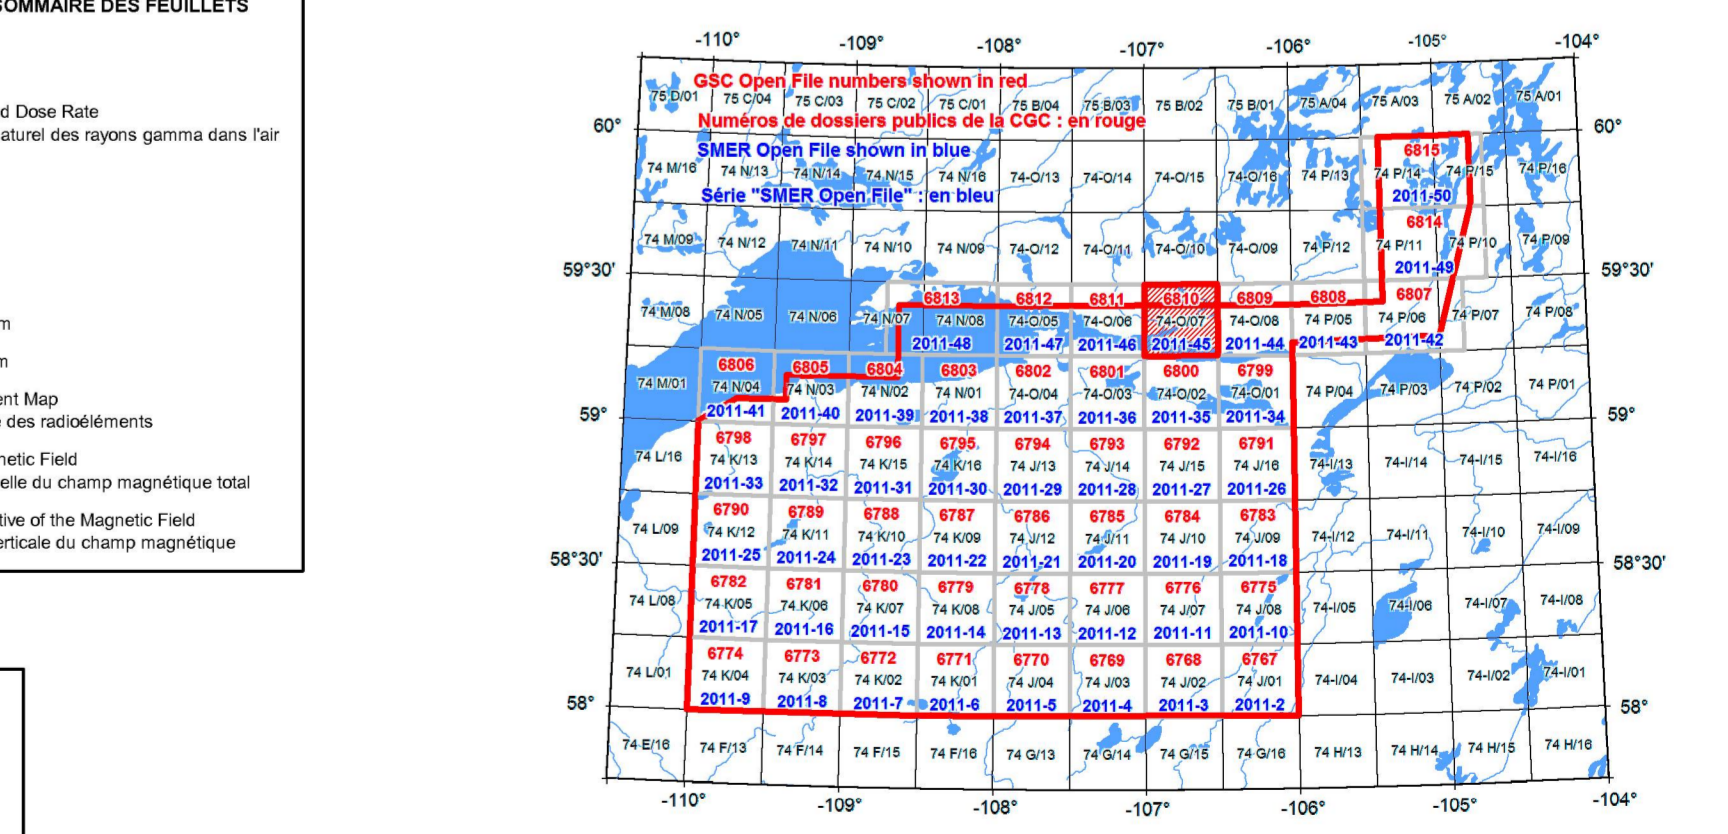 SOMMAIRE DES FEUILLETS
d Dose Rate
aturel des rayons gamma dans l'air
m
m
ent Map
e des radioéléments
netic Field
elle du champ magnétique total
tive of the Magnetic Field
erticale du champ magnétique
-110° -109° -108° -107° -106° -105° -104°
GSC Open File numbers shown in red
75 D/01 75 C/04 75 C/03 75 C/02 75 C/01 75 B/04 75 B/03 75 B/02 75 B/01 75 A/04 75 A/03 75 A/02 75 A/01
Numéros de dossiers publics de la CGC : en rouge
60° 60°
SMER Open File shown in blue
6815
74 M/16 74 N/13 74 N/14 74 N/15 74 N/16 74-O/13 74-O/14 74-O/15 74-O/16 74 P/13 74 P/14 74 P/15 74 P/16
Série "SMER Open File" : en bleu
2011-50
6814
74 M/09 74 N/12 74 N/11 74 N/10 74 N/09 74-O/12 74-O/11 74-O/10 74-O/09 74 P/12 74 P/11 74 P/10 74 P/09
2011-49
59°30' 59°30'
6813 6812 6811 6810 6809 6808 6807
74 M/08 74 N/05 74 N/06 74 N/07 74 N/08 74-O/05 74-O/06 74-O/07 74-O/08 74 P/05 74 P/06 74 P/07 74 P/08
2011-48 2011-47 2011-46 2011-45 2011-44 2011-43 2011-42
6806 6805 6804 6803 6802 6801 6800 6799
74 M/01 74 N/04 74 N/03 74 N/02 74 N/01 74-O/04 74-O/03 74-O/02 74-O/01 74 P/04 74 P/03 74 P/02 74 P/01
2011-41 2011-40 2011-39 2011-38 2011-37 2011-36 2011-35 2011-34
59° 59°
6798 6797 6796 6795 6794 6793 6792 6791
74 L/16 74 K/13 74 K/14 74 K/15 74 K/16 74 J/13 74 J/14 74 J/15 74 J/16 74-I/13 74-I/14 74-I/15 74-I/16
2011-33 2011-32 2011-31 2011-30 2011-29 2011-28 2011-27 2011-26
6790 6789 6788 6787 6786 6785 6784 6783
74 L/09 74 K/12 74 K/11 74 K/10 74 K/09 74 J/12 74 J/11 74 J/10 74 J/09 74-I/12 74-I/11 74-I/10 74-I/09
2011-25 2011-24 2011-23 2011-22 2011-21 2011-20 2011-19 2011-18
58°30' 58°30'
6782 6781 6780 6779 6778 6777 6776 6775
74 L/08 74 K/05 74 K/06 74 K/07 74 K/08 74 J/05 74 J/06 74 J/07 74 J/08 74-I/05 74-I/06 74-I/07 74-I/08
2011-17 2011-16 2011-15 2011-14 2011-13 2011-12 2011-11 2011-10
6774 6773 6772 6771 6770 6769 6768 6767
74 L/01 74 K/04 74 K/03 74 K/02 74 K/01 74 J/04 74 J/03 74 J/02 74 J/01 74-I/04 74-I/03 74-I/02 74-I/01
2011-9 2011-8 2011-7 2011-6 2011-5 2011-4 2011-3 2011-2
58° 58°
74 E/16 74 F/13 74 F/14 74 F/15 74 F/16 74 G/13 74 G/14 74 G/15 74 G/16 74 H/13 74 H/14 74 H/15 74 H/16
-110° -109° -108° -107° -106° -105° -104°